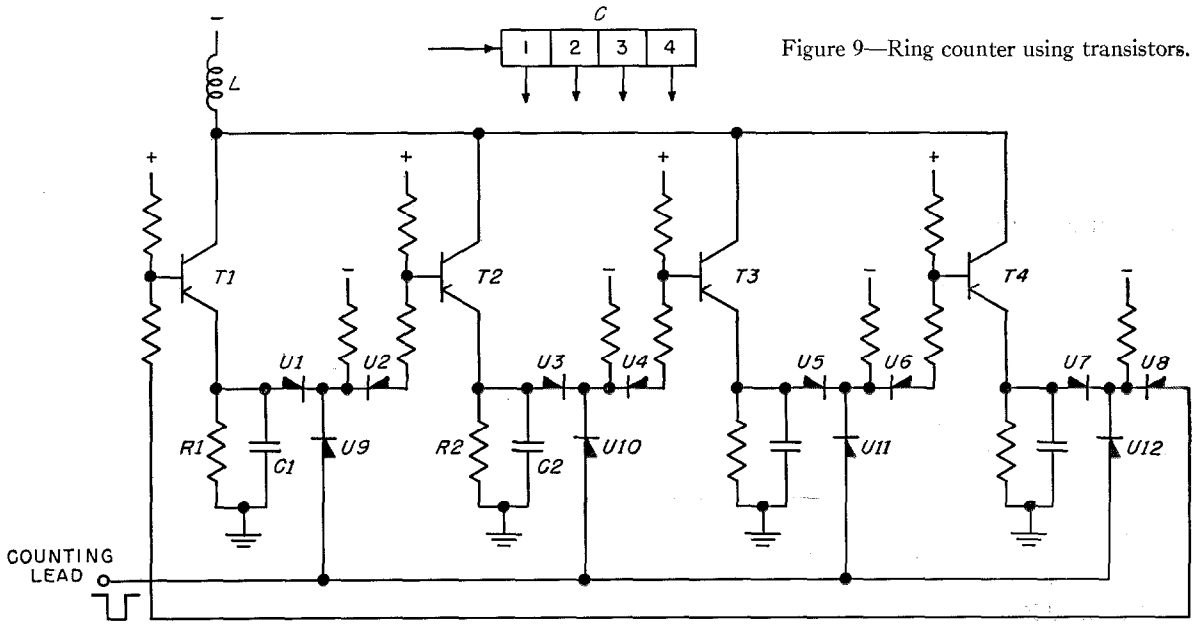 C
1 2 3 4
Figure 9—Ring counter using transistors.
−
L
+ + + +
T1 T2 T3 T4
− − − −
U1 U2 U3 U4 U5 U6 U7 U8
R1 C1 U9 R2 C2 U10 U11 U12
COUNTING
LEAD